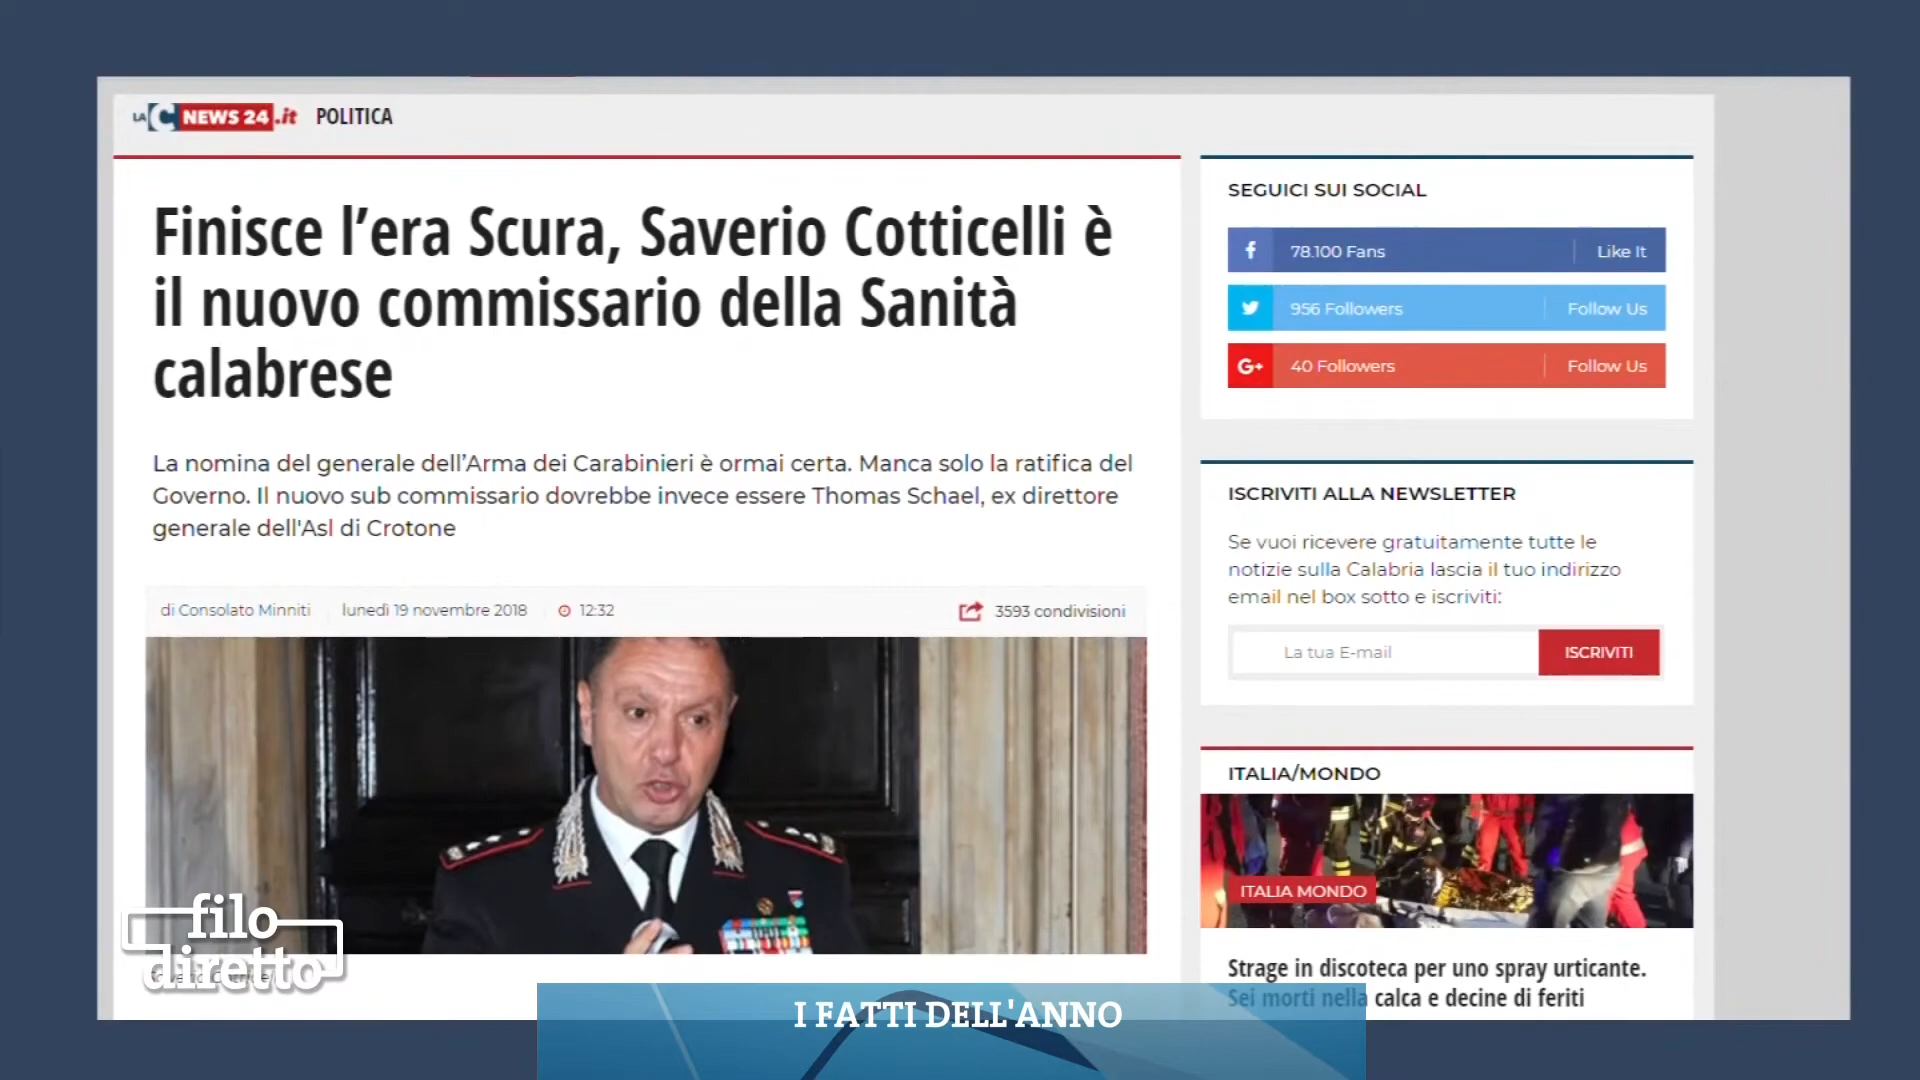 LA C NEWS 24.it POLITICA
Finisce l'era Scura, Saverio Cotticelli è
il nuovo commissario della Sanità
calabrese
La nomina del generale dell'Arma dei Carabinieri è ormai certa. Manca solo la ratifica del
Governo. Il nuovo sub commissario dovrebbe invece essere Thomas Schael, ex direttore
generale dell'Asl di Crotone
di Consolato Minniti lunedì 19 novembre 2018 12:32 3593 condivisioni
SEGUICI SUI SOCIAL
78.100 Fans Like It
956 Followers Follow Us
G+ 40 Followers Follow Us
ISCRIVITI ALLA NEWSLETTER
Se vuoi ricevere gratuitamente tutte le
notizie sulla Calabria lascia il tuo indirizzo
email nel box sotto e iscriviti:
La tua E-mail ISCRIVITI
ITALIA/MONDO
ITALIA MONDO
Strage in discoteca per uno spray urticante.
Sei morti nella calca e decine di feriti
filo
diretto
I FATTI DELL'ANNO